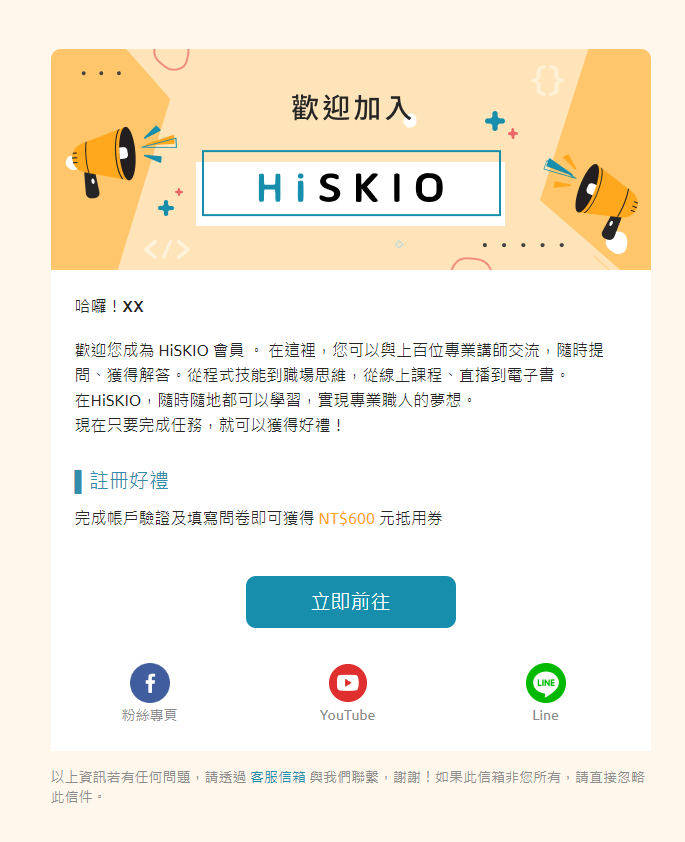 歡迎加入
HiSKIO
哈囉！XX
歡迎您成為 HiSKIO 會員 。 在這裡，您可以與上百位專業講師交流，隨時提
問、獲得解答。從程式技能到職場思維，從線上課程、直播到電子書。
在HiSKIO，隨時隨地都可以學習，實現專業職人的夢想。
現在只要完成任務，就可以獲得好禮！
註冊好禮
完成帳戶驗證及填寫問卷即可獲得 NT$600 元抵用券
立即前往
粉絲專頁
YouTube
LINE
Line
以上資訊若有任何問題，請透過 客服信箱 與我們聯繫，謝謝！如果此信箱非您所有，請直接忽略
此信件。